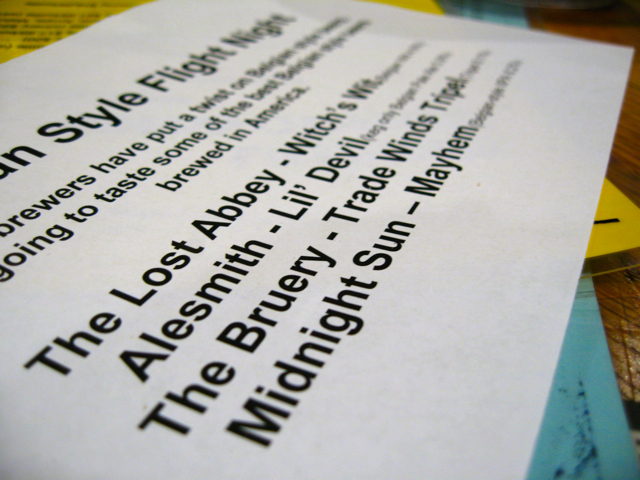 an Style Flight Night
brewers have put a twist on Belgian style beers
going to taste some of the best Belgian style beers
brewed in America.
The Lost Abbey - Witch's Wit
Alesmith - Lil' Devil
The Bruery - Trade Winds Tripel
Midnight Sun – Mayhem